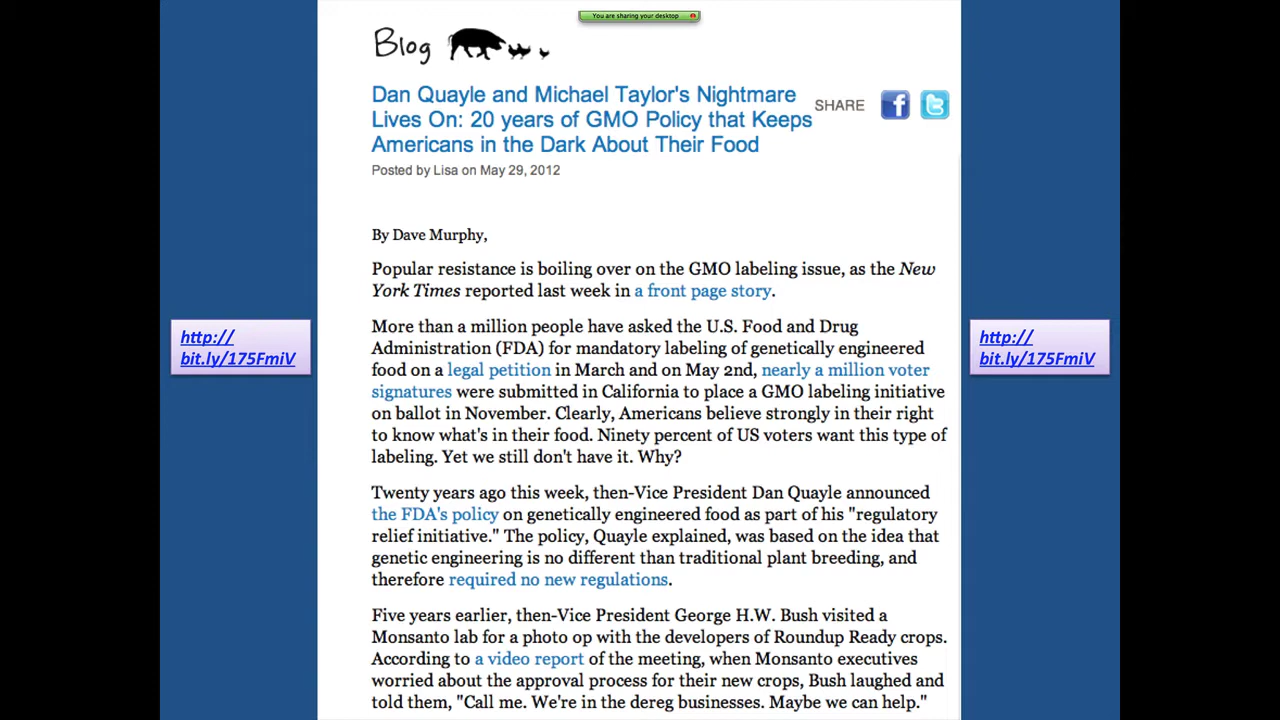 You are sharing your desktop
Blog
Dan Quayle and Michael Taylor's Nightmare
Lives On: 20 years of GMO Policy that Keeps
Americans in the Dark About Their Food
SHARE
Posted by Lisa on May 29, 2012
By Dave Murphy,
Popular resistance is boiling over on the GMO labeling issue, as the New
York Times reported last week in a front page story.
More than a million people have asked the U.S. Food and Drug
Administration (FDA) for mandatory labeling of genetically engineered
food on a legal petition in March and on May 2nd, nearly a million voter
signatures were submitted in California to place a GMO labeling initiative
on ballot in November. Clearly, Americans believe strongly in their right
to know what's in their food. Ninety percent of US voters want this type of
labeling. Yet we still don't have it. Why?
Twenty years ago this week, then-Vice President Dan Quayle announced
the FDA's policy on genetically engineered food as part of his "regulatory
relief initiative." The policy, Quayle explained, was based on the idea that
genetic engineering is no different than traditional plant breeding, and
therefore required no new regulations.
Five years earlier, then-Vice President George H.W. Bush visited a
Monsanto lab for a photo op with the developers of Roundup Ready crops.
According to a video report of the meeting, when Monsanto executives
worried about the approval process for their new crops, Bush laughed and
told them, "Call me. We're in the dereg businesses. Maybe we can help."
http://
bit.ly/175FmiV
http://
bit.ly/175FmiV